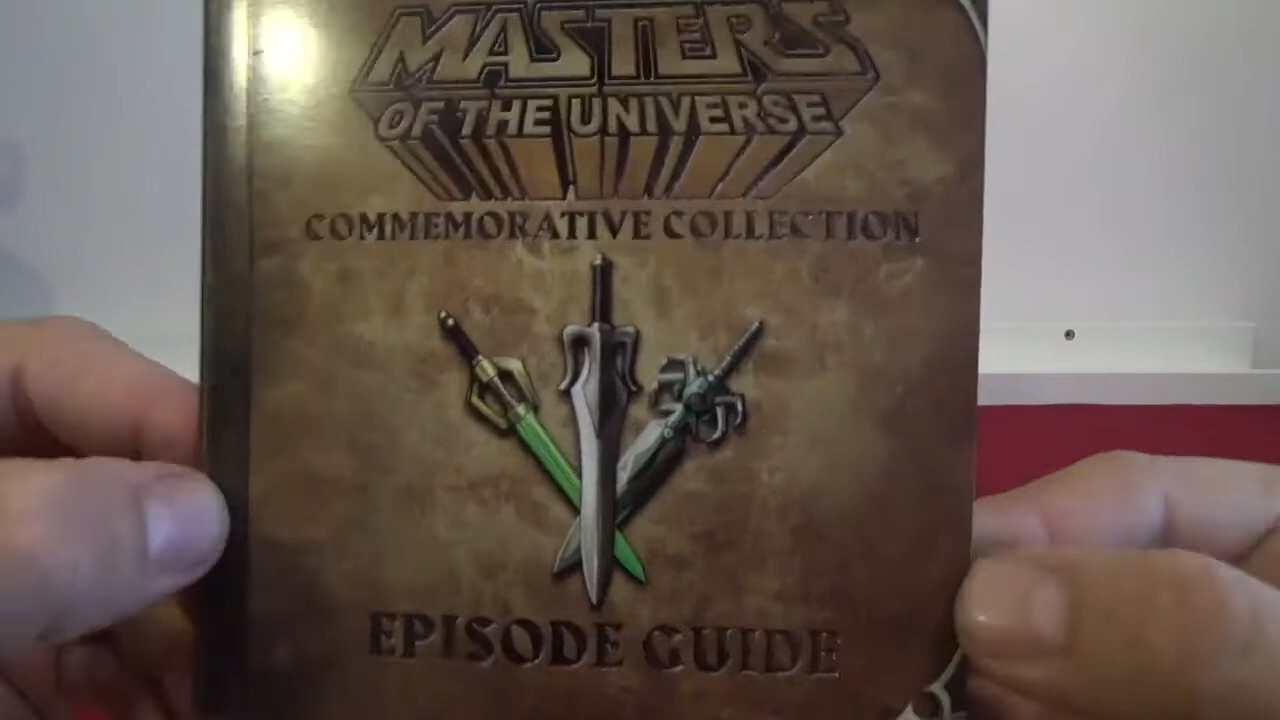 MASTERS
OF THE UNIVERSE
COMMEMORATIVE COLLECTION
EPISODE GUIDE